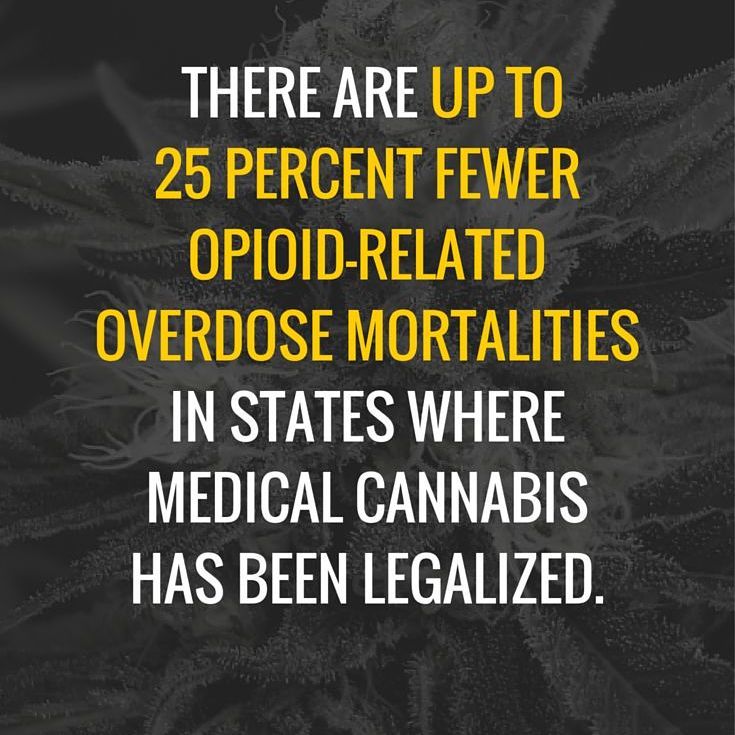 THERE ARE UP TO
25 PERCENT FEWER
OPIOID-RELATED
OVERDOSE MORTALITIES
IN STATES WHERE
MEDICAL CANNABIS
HAS BEEN LEGALIZED.